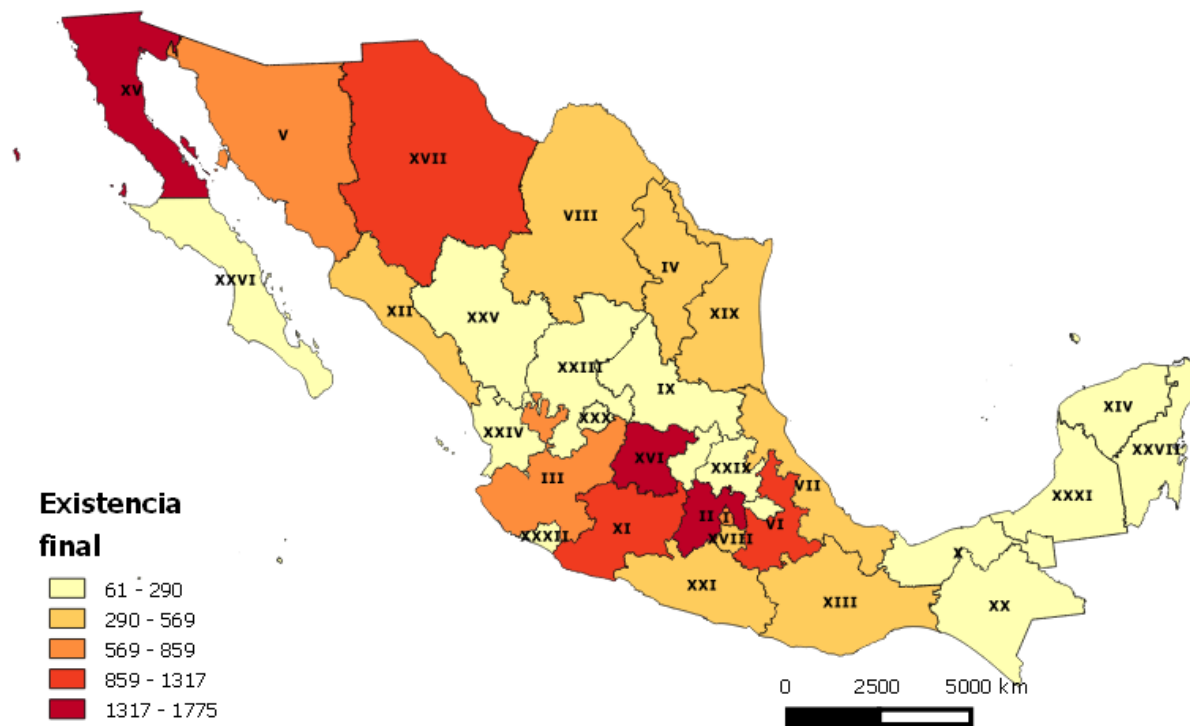 XV
V
XVII
VIII
IV
XXVI
XII
XXV
XIX
XXIII
IX
XXX
XXIV
XIV
XVI
XXIX
XXVII
III
VII
XXXI
II
I
XI
VI
XXXII
XVIII
X
XXI
XIII
XX
Existencia
final
61 - 290
290 - 569
569 - 859
859 - 1317
1317 - 1775
0 2500 5000 km